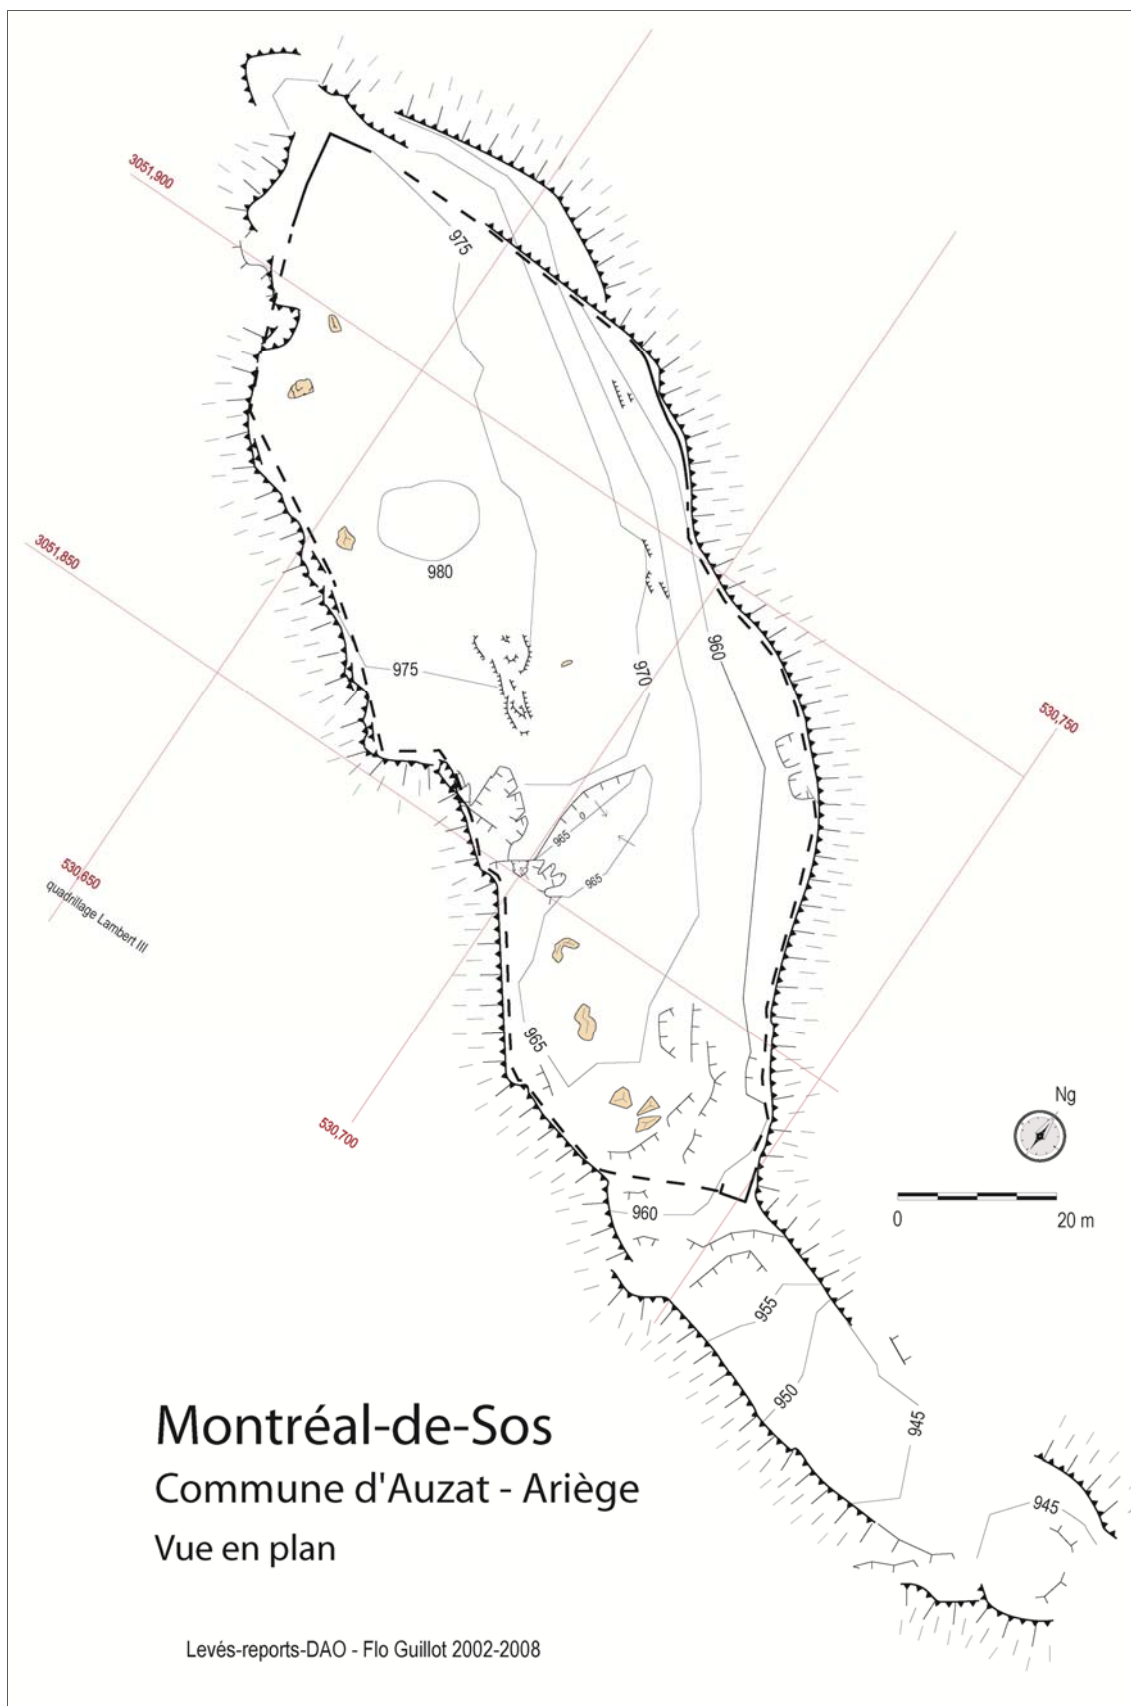 3051,900
975
3051,850
980
960
975
970
530,750
965
530,650
quadrillage Lambert III
965
965
530,700
Ng
0
20 m
960
955
950
945
945
Montréal-de-Sos
Commune d'Auzat - Ariège
Vue en plan
Levés-reports-DAO - Flo Guillot 2002-2008